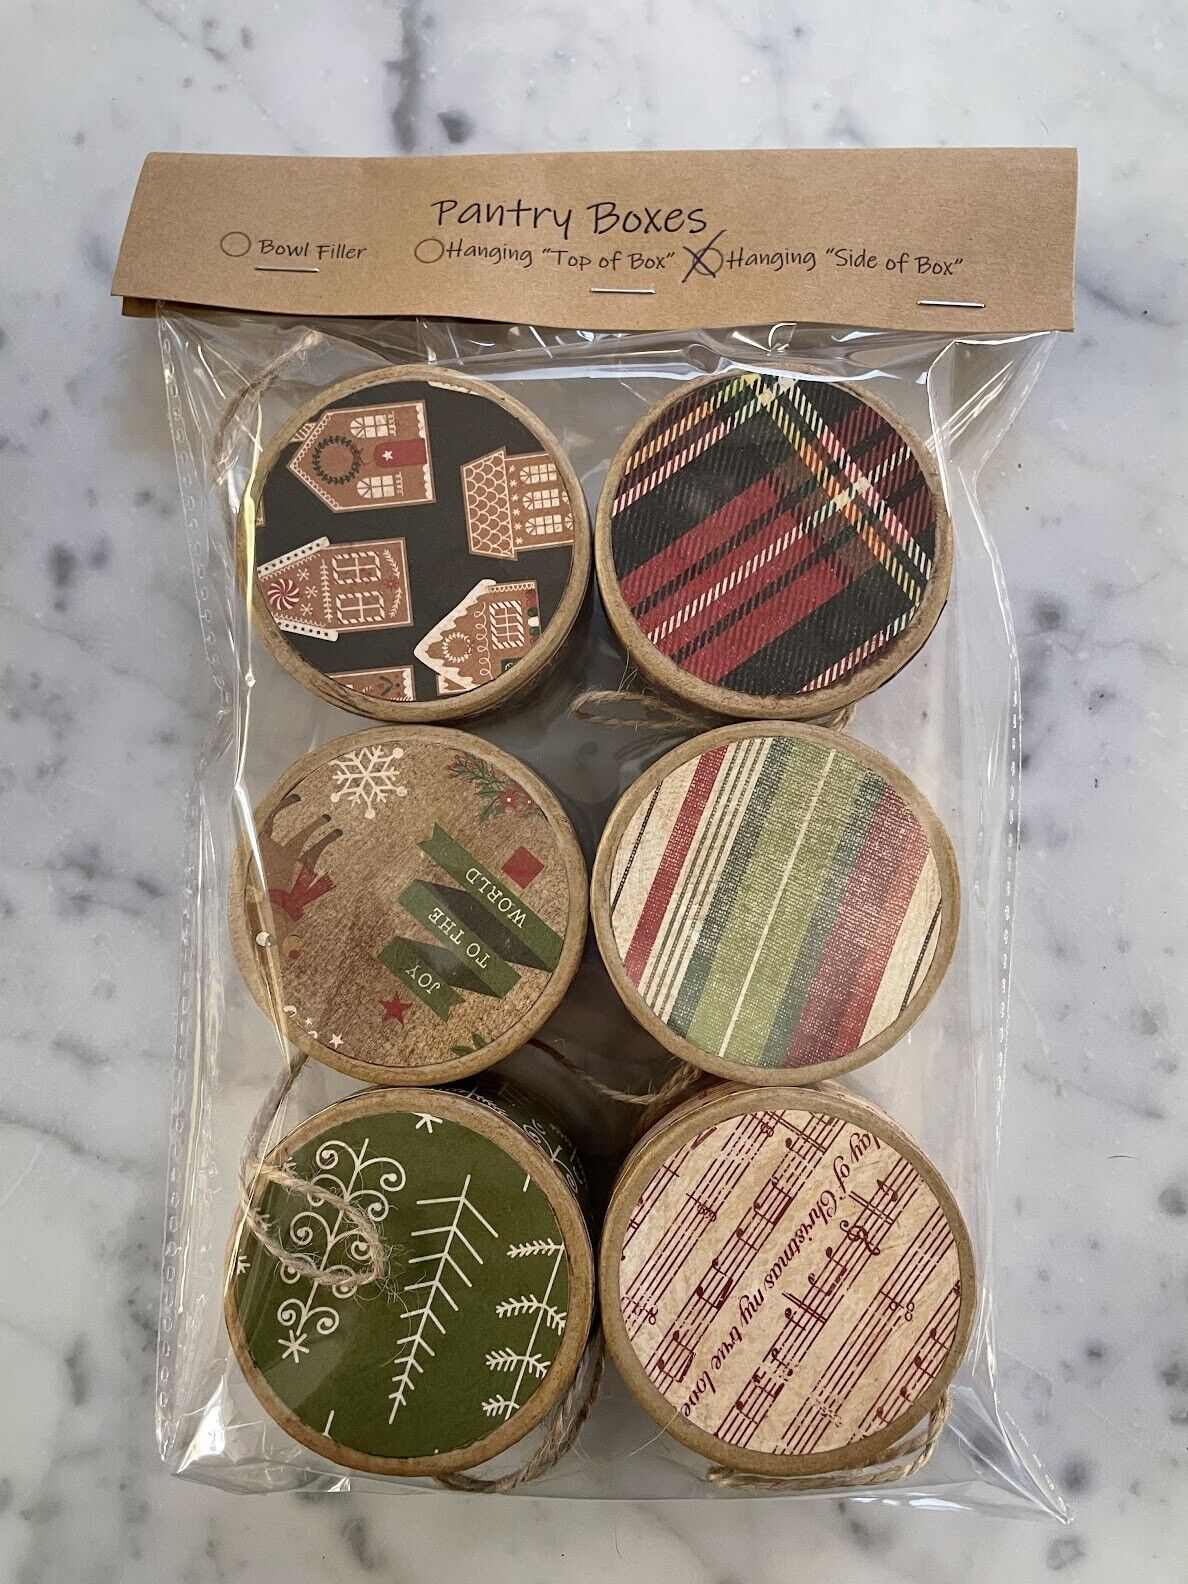 Pantry Boxes
Bowl Filler
Hanging "Top of Box"
Hanging "Side of Box"
JOY
TO THE
WORLD
day of Christmas my true love